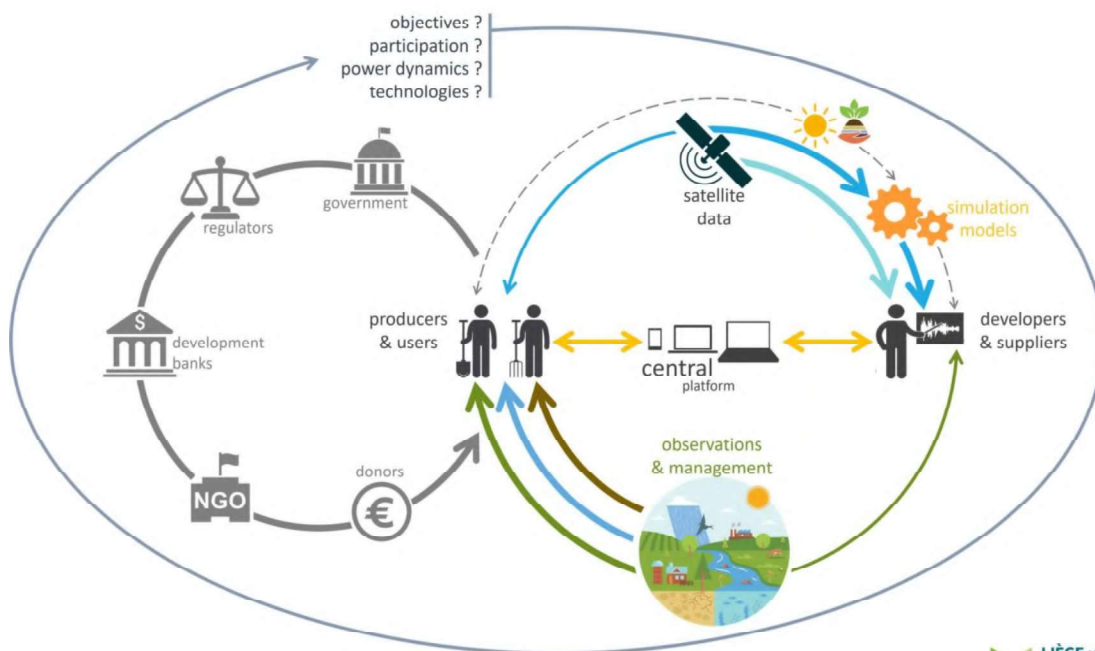 objectives ?
participation ?
power dynamics ?
technologies ?
government
regulators
$
development
banks
NGO
donors
€
satellite
data
simulation
models
producers
& users
central
platform
developers
& suppliers
observations
& management
LIÈGE